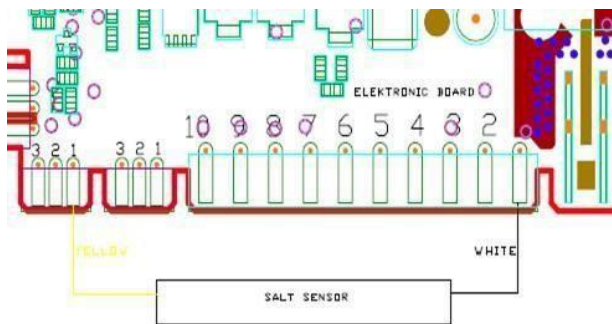 ELEKTRONIC BOARD
10 9 8 7 6 5 4 3 2
3 2 1 3 2 1
YELLOW
WHITE
SALT SENSOR